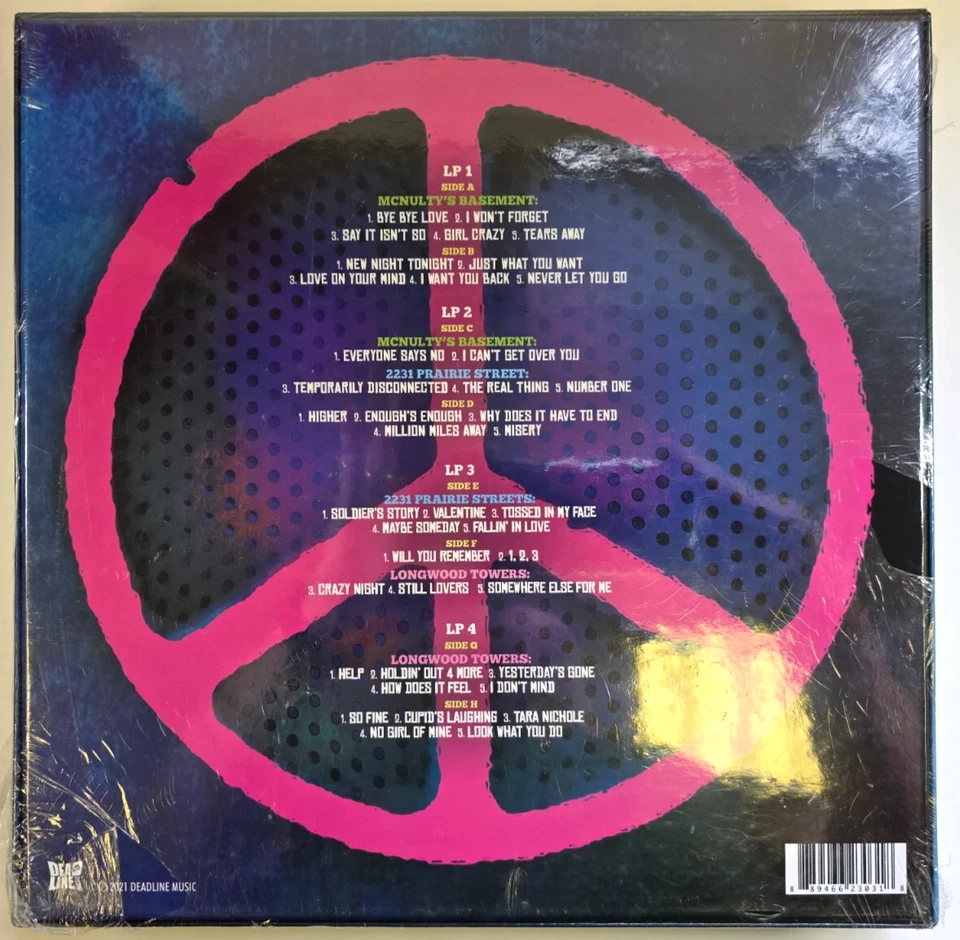 LP 1
SIDE A
MCNULTY'S BASEMENT:
1. BYE BYE LOVE 2. I WON'T FORGET
3. SAY IT ISN'T SO 4. GIRL CRAZY 5. TEARS AWAY
SIDE B
1. NEW NIGHT TONIGHT 2. JUST WHAT YOU WANT
3. LOVE ON YOUR MIND 4. I WANT YOU BACK 5. NEVER LET YOU GO
LP 2
SIDE C
MCNULTY'S BASEMENT:
1. EVERYONE SAYS NO 2. I CAN'T GET OVER YOU
2231 PRAIRIE STREET:
3. TEMPORARILY DISCONNECTED 4. THE REAL THING 5. NUMBER ONE
SIDE D
1. HIGHER 2. ENOUGH'S ENOUGH 3. WHY DOES IT HAVE TO END
4. MILLION MILES AWAY 5. MISERY
LP 3
SIDE E
2231 PRAIRIE STREETS:
1. SOLDIER'S STORY 2. VALENTINE 3. TOSSED IN MY FACE
4. MAYBE SOMEDAY 5. FALLIN' IN LOVE
SIDE F
1. WILL YOU REMEMBER 2. 1, 2, 3
LONGWOOD TOWERS:
3. CRAZY NIGHT 4. STILL LOVERS 5. SOMEWHERE ELSE FOR ME
LP 4
SIDE G
LONGWOOD TOWERS:
1. HELP 2. HOLDIN' OUT 4 MORE 3. YESTERDAY'S GONE
4. HOW DOES IT FEEL 5. I DON'T MIND
SIDE H
1. SO FINE 2. CUPID'S LAUGHING 3. TARA NICHOLE
4. NO GIRL OF MINE 5. LOOK WHAT YOU DO
DEAD LINE
(C) 2021 DEADLINE MUSIC
8 89466 23031 8